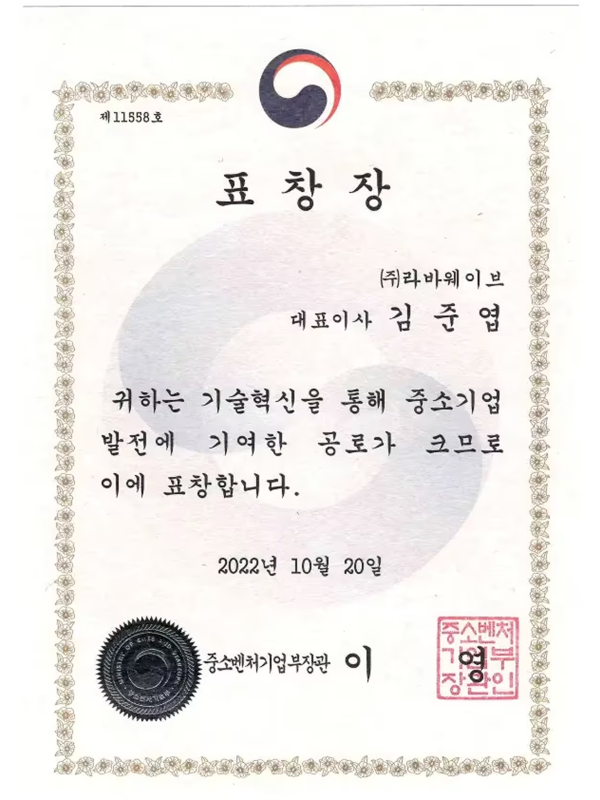 제11558호
표 창 장
(주)라바웨이브
대표이사 김 준 엽
귀하는 기술혁신을 통해 중소기업
발전에 기여한 공로가 크므로
이에 표창합니다.
2022년 10월 20일
중소벤처기업부장관 이 영
중소벤처
기업부
장관인